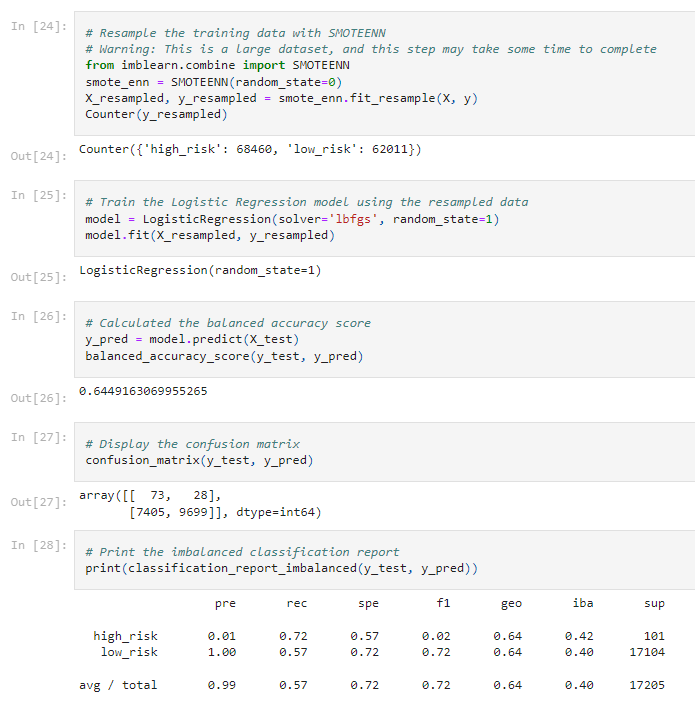 In [24]:
# Resample the training data with SMOTEENN
# Warning: This is a large dataset, and this step may take some time to complete
from imblearn.combine import SMOTEENN
smote_enn = SMOTEENN(random_state=0)
X_resampled, y_resampled = smote_enn.fit_resample(X, y)
Counter(y_resampled)
Out[24]: Counter({'high_risk': 68460, 'low_risk': 62011})
In [25]:
# Train the Logistic Regression model using the resampled data
model = LogisticRegression(solver='lbfgs', random_state=1)
model.fit(X_resampled, y_resampled)
Out[25]: LogisticRegression(random_state=1)
In [26]:
# Calculated the balanced accuracy score
y_pred = model.predict(X_test)
balanced_accuracy_score(y_test, y_pred)
Out[26]: 0.6449163069955265
In [27]:
# Display the confusion matrix
confusion_matrix(y_test, y_pred)
Out[27]: array([[  73,   28],
       [7405, 9699]], dtype=int64)
In [28]:
# Print the imbalanced classification report
print(classification_report_imbalanced(y_test, y_pred))
pre rec spe f1 geo iba sup
high_risk 0.01 0.72 0.57 0.02 0.64 0.42 101
low_risk 1.00 0.57 0.72 0.72 0.64 0.40 17104
avg / total 0.99 0.57 0.72 0.72 0.64 0.40 17205